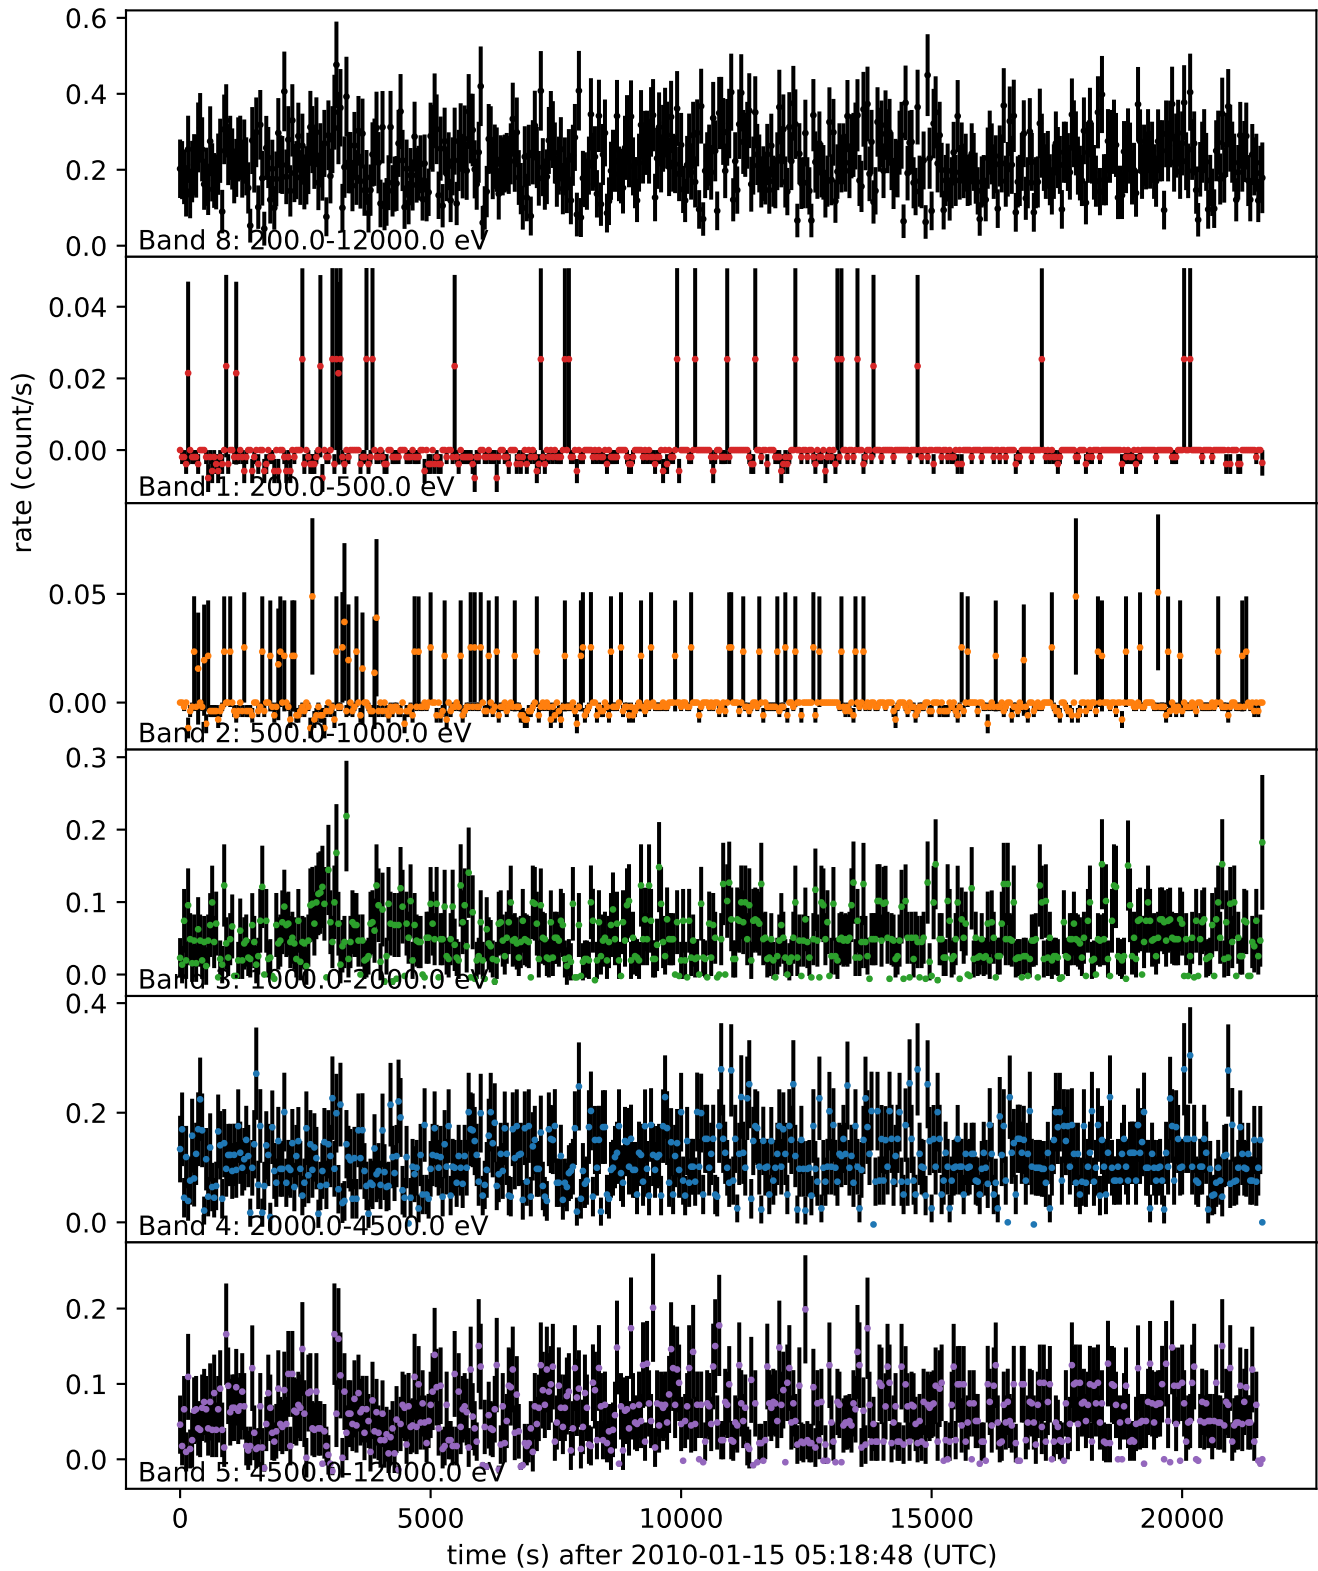 0.6
0.4
0.2
0.0
Band 8: 200.0-12000.0 eV
0.04
0.02
0.00
Band 1: 200.0-500.0 eV
rate (count/s)
0.05
0.00
Band 2: 500.0-1000.0 eV
0.3
0.2
0.1
0.0
Band 3: 1000.0-2000.0 eV
0.4
0.2
0.0
Band 4: 2000.0-4500.0 eV
0.2
0.1
0.0
Band 5: 4500.0-12000.0 eV
0 5000 10000 15000 20000
time (s) after 2010-01-15 05:18:48 (UTC)